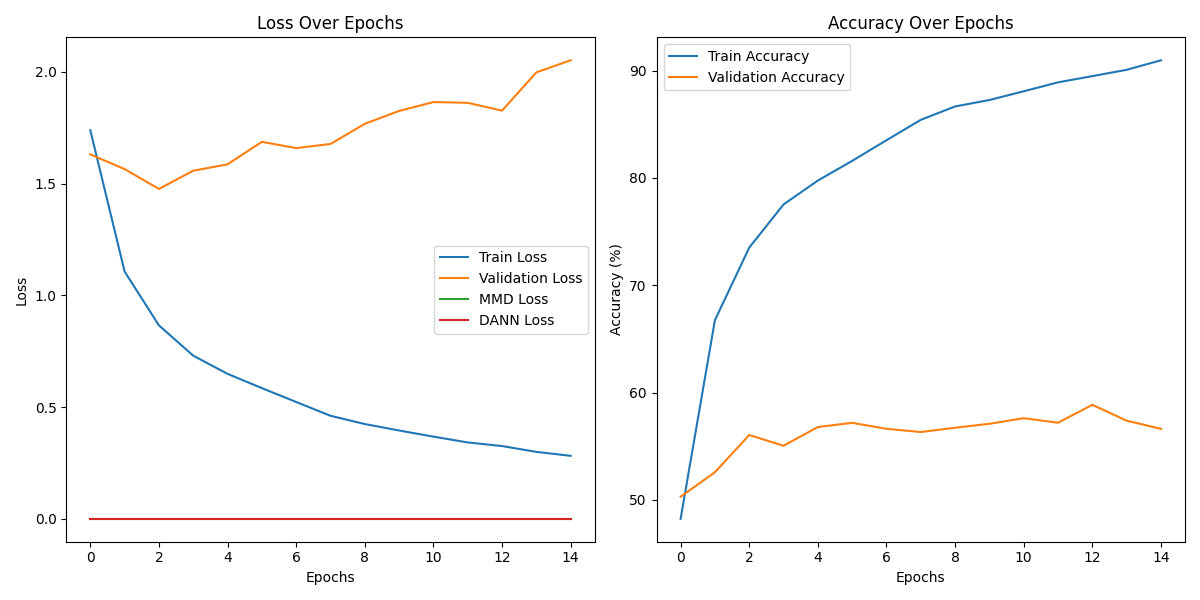 Loss Over Epochs
2.0
1.5
1.0
0.5
0.0
Loss
Train Loss
Validation Loss
MMD Loss
DANN Loss
0 2 4 6 8 10 12 14
Epochs
Accuracy Over Epochs
Train Accuracy
Validation Accuracy
90
80
70
60
50
Accuracy (%)
0 2 4 6 8 10 12 14
Epochs